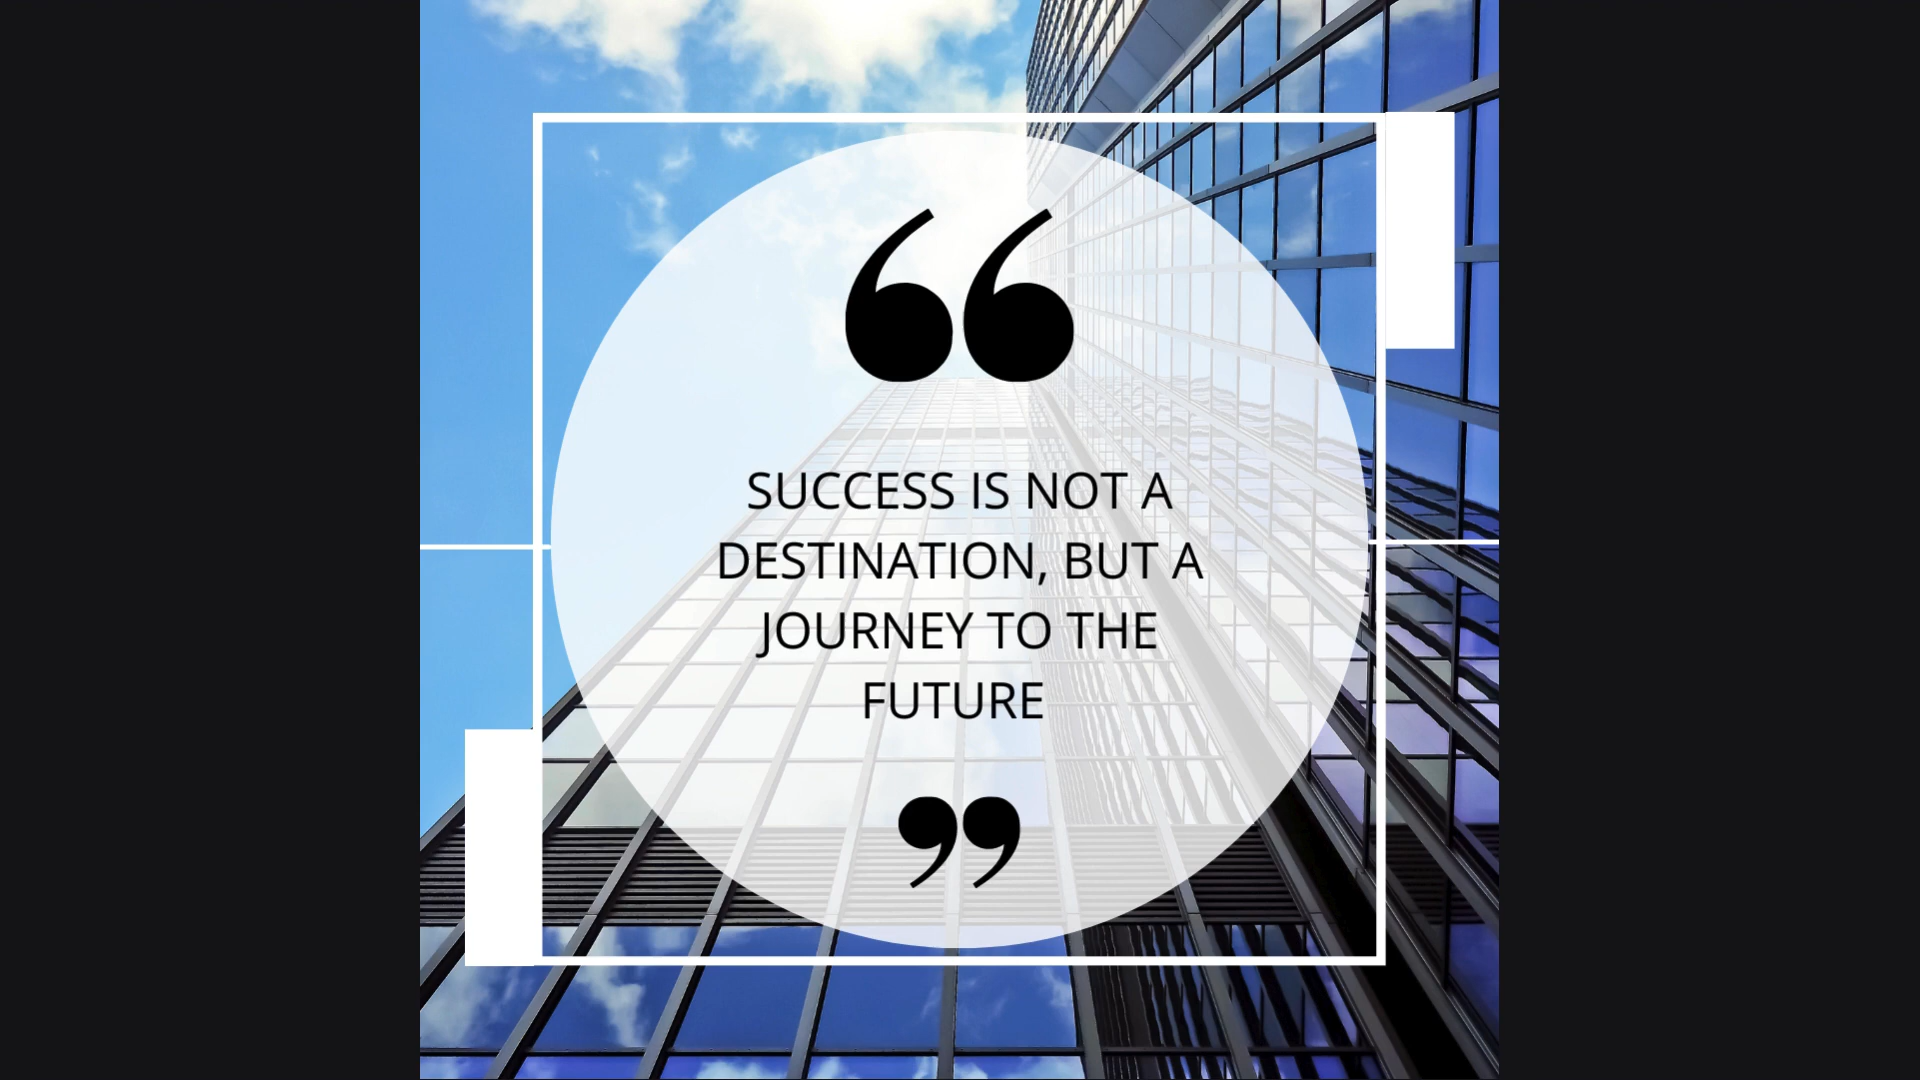 “
SUCCESS IS NOT A
DESTINATION, BUT A
JOURNEY TO THE
FUTURE
”